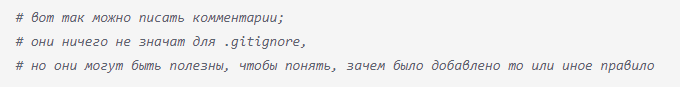 # вот так можно писать комментарии;
# они ничего не значат для .gitignore,
# но они могут быть полезны, чтобы понять, зачем было добавлено то или иное правило